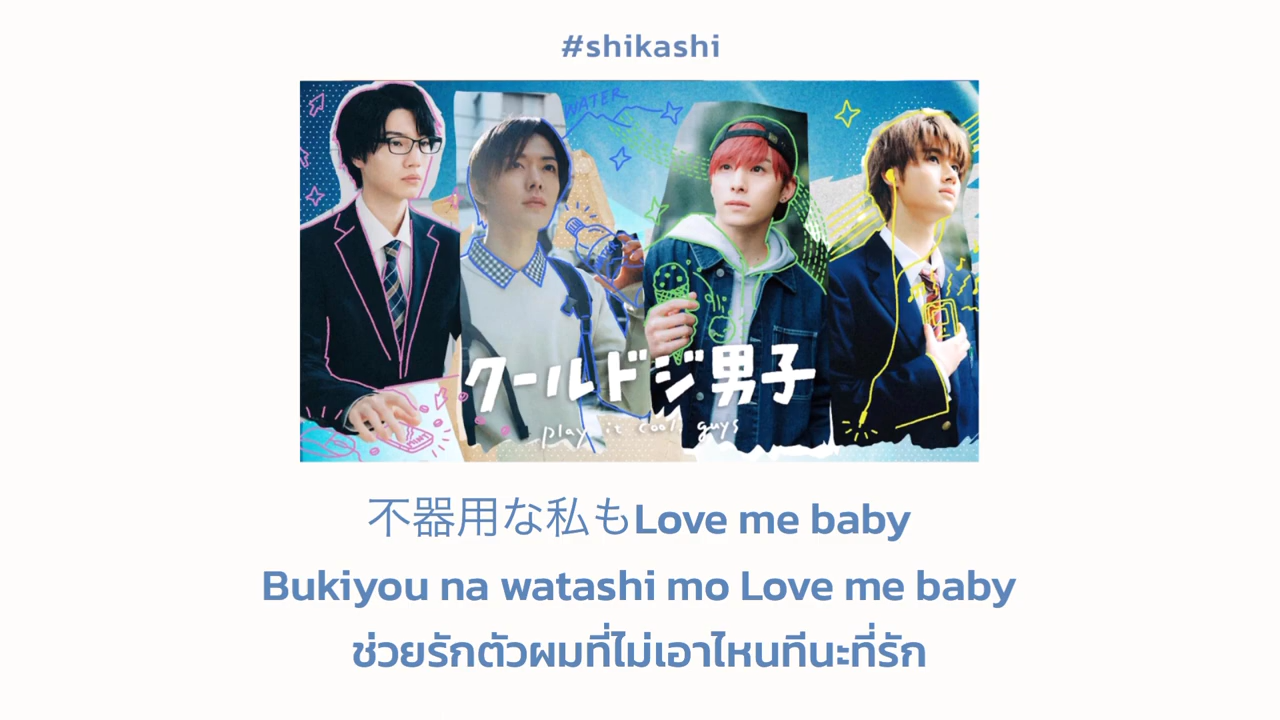 #shikashi
WATER
クールドジ男子
play it cool, guys
不器用な私もLove me baby
Bukiyou na watashi mo Love me baby
ช่วยรักตัวผมที่ไม่เอาไหนทีนะที่รัก